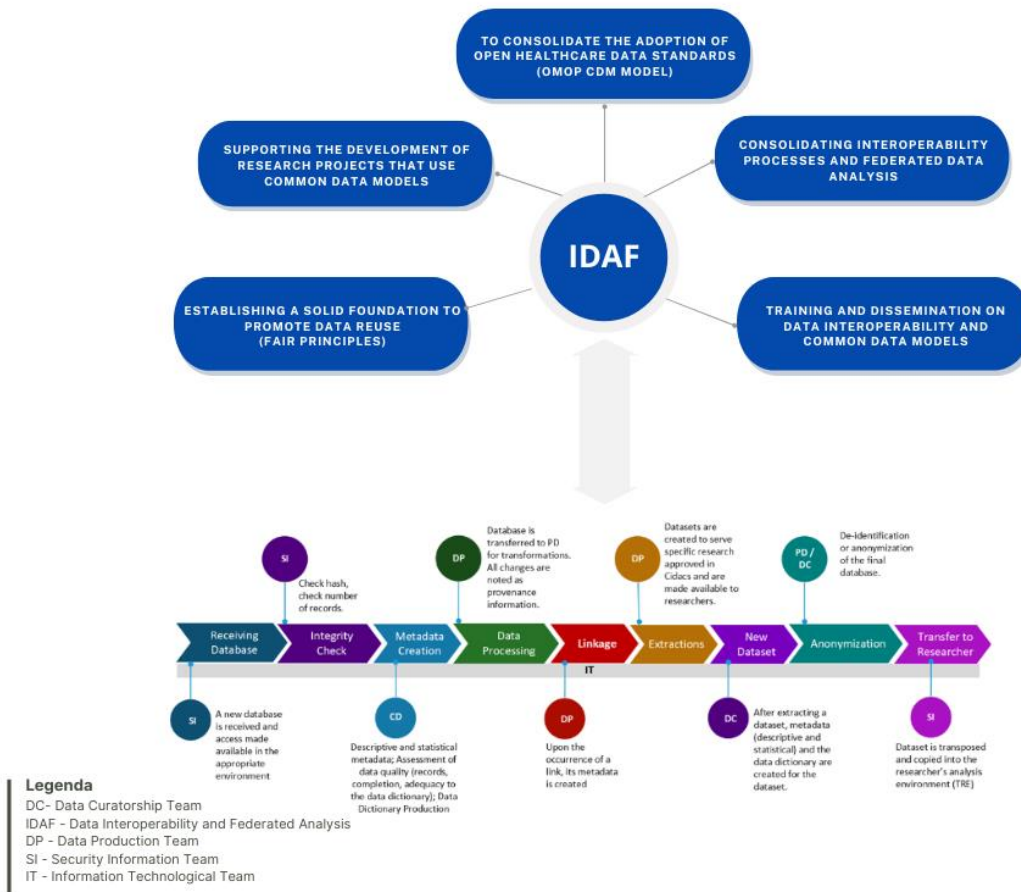 TO CONSOLIDATE THE ADOPTION OF
OPEN HEALTHCARE DATA STANDARDS
(OMOP CDM MODEL)
SUPPORTING THE DEVELOPMENT OF
RESEARCH PROJECTS THAT USE
COMMON DATA MODELS
CONSOLIDATING INTEROPERABILITY
PROCESSES AND FEDERATED DATA
ANALYSIS
IDAF
ESTABLISHING A SOLID FOUNDATION TO
PROMOTE DATA REUSE
(FAIR PRINCIPLES)
TRAINING AND DISSEMINATION ON
DATA INTEROPERABILITY AND
COMMON DATA MODELS
SI
Check hash,
check number
of records.
DP
Database is
transferred to PD
for transformations.
All changes are
noted as
provenance
information.
DP
Datasets are
created to serve
specific research
approved in
Cidacs and are
made available to
researchers.
PD /
DC
De-identification
or anonymization
of the final
database.
Receiving
Database
Integrity
Check
Metadata
Creation
Data
Processing
Linkage
Extractions
New
Dataset
Anonymization
Transfer to
Researcher
IT
SI
A new database
is received and
access made
available in the
appropriate
environment
CD
Descriptive and statistical
metadata; Assessment of
data quality (records,
completion, adequacy to
the data dictionary); Data
Dictionary Production
DP
Upon the
occurrence of a
link, its metadata
is created
DC
After extracting a
dataset, metadata
(descriptive and
statistical) and the
data dictionary are
created for the
dataset.
SI
Dataset is transposed
and copied into the
researcher's analysis
environment (TRE)
Legenda
DC- Data Curatorship Team
IDAF - Data Interoperability and Federated Analysis
DP - Data Production Team
SI - Security Information Team
IT - Information Technological Team